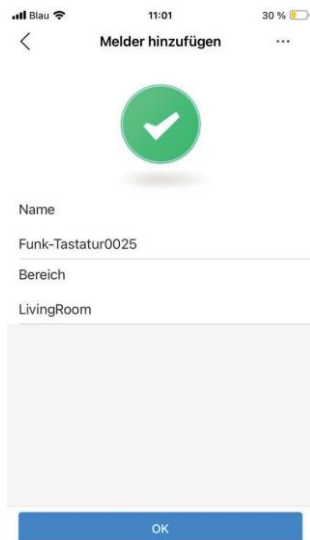 Blau 11:01 30 %
Melder hinzufügen
Name
Funk-Tastatur0025
Bereich
LivingRoom
OK